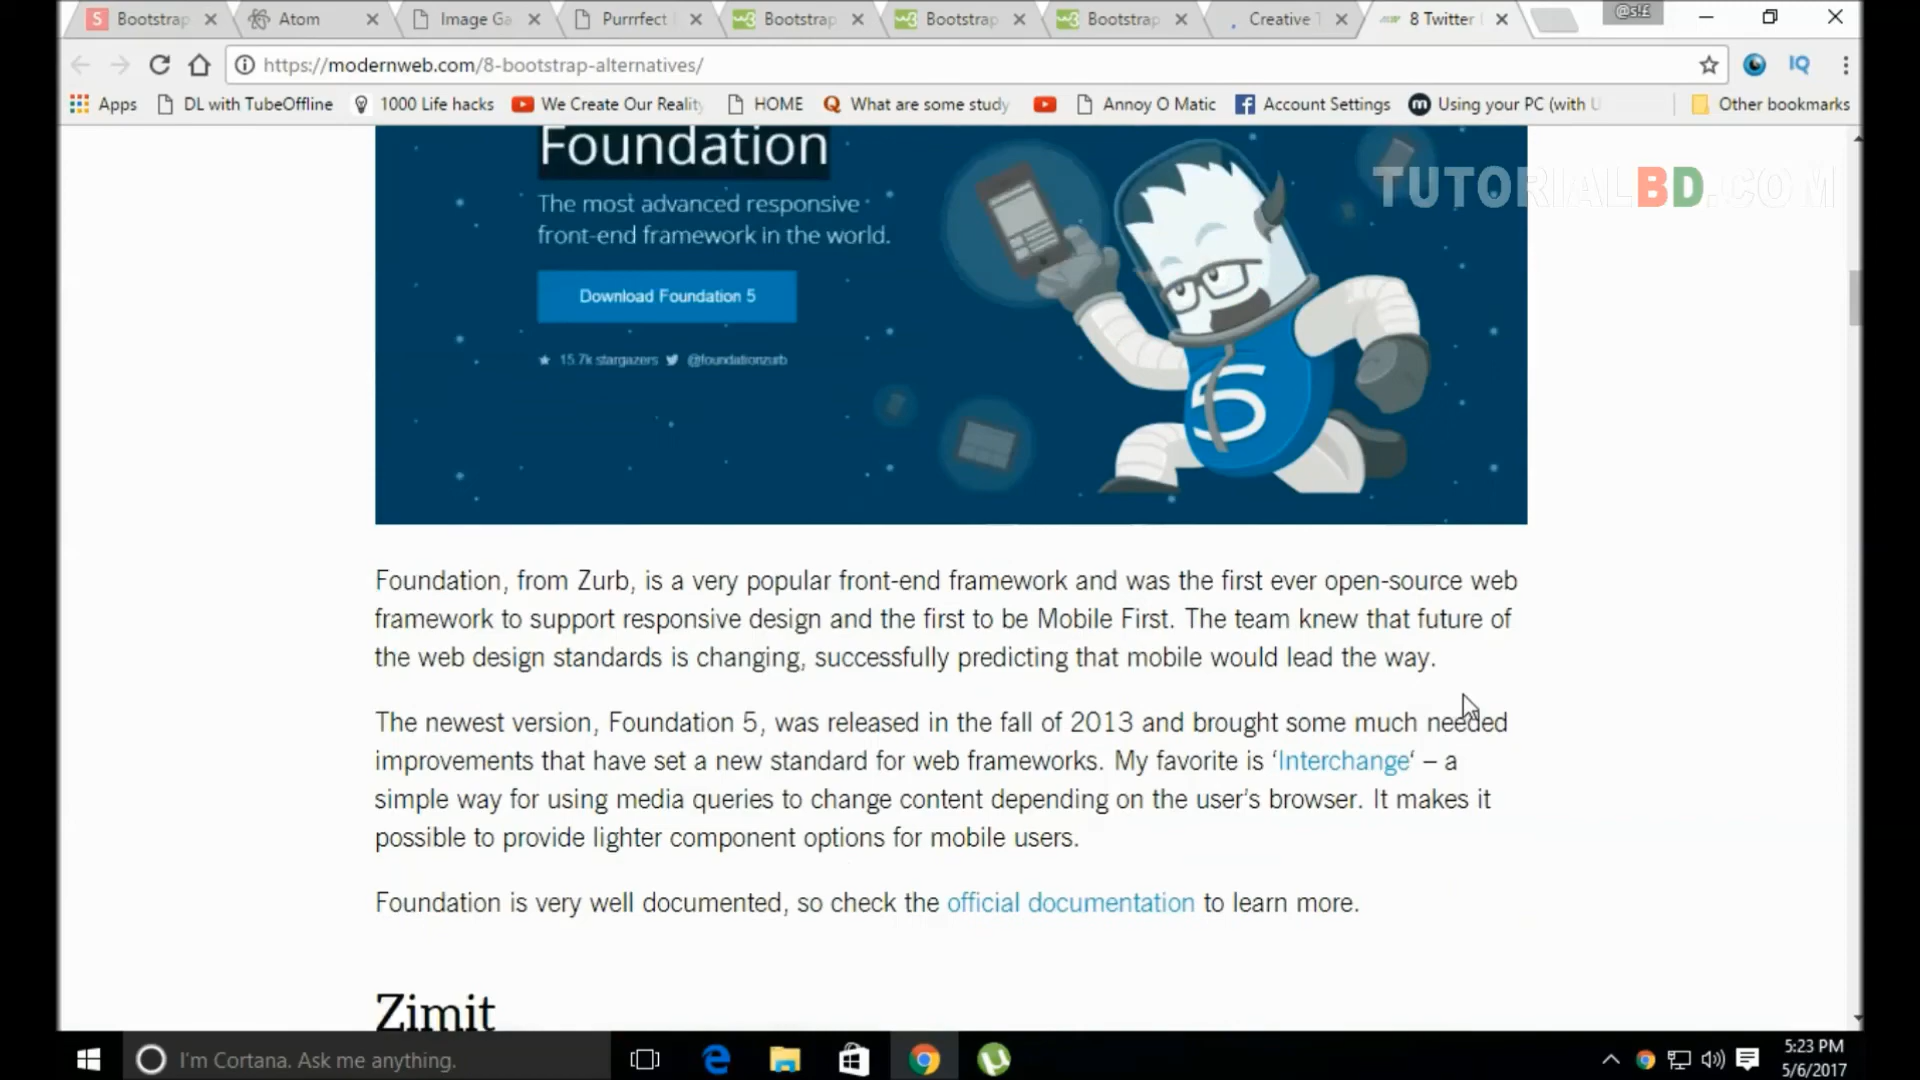 Bootstrap
Atom
Image Ga
Purrrfect
Bootstrap
Bootstrap
Bootstrap
Creative T
8 Twitter
@s!£
https://modernweb.com/8-bootstrap-alternatives/
IQ
Apps
DL with TubeOffline
1000 Life hacks
We Create Our Reality
HOME
What are some study
Annoy O Matic
Account Settings
Using your PC (with U
Other bookmarks
Foundation
TUTORIALBD.COM
The most advanced responsive
front-end framework in the world.
Download Foundation 5
15.7k stargazers @foundationzurb
5
Foundation, from Zurb, is a very popular front-end framework and was the first ever open-source web
framework to support responsive design and the first to be Mobile First. The team knew that future of
the web design standards is changing, successfully predicting that mobile would lead the way.
The newest version, Foundation 5, was released in the fall of 2013 and brought some much needed
improvements that have set a new standard for web frameworks. My favorite is ‘Interchange‘ – a
simple way for using media queries to change content depending on the user’s browser. It makes it
possible to provide lighter component options for mobile users.
Foundation is very well documented, so check the official documentation to learn more.
Zimit
I'm Cortana. Ask me anything.
5:23 PM
5/6/2017